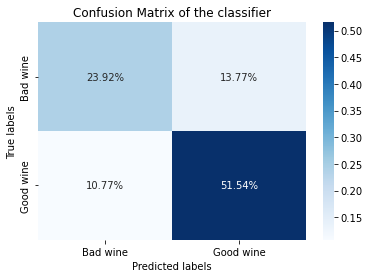 Confusion Matrix of the classifier
True labels
Bad wine
23.92%
13.77%
Good wine
10.77%
51.54%
Bad wine
Good wine
Predicted labels
0.50
0.45
0.40
0.35
0.30
0.25
0.20
0.15